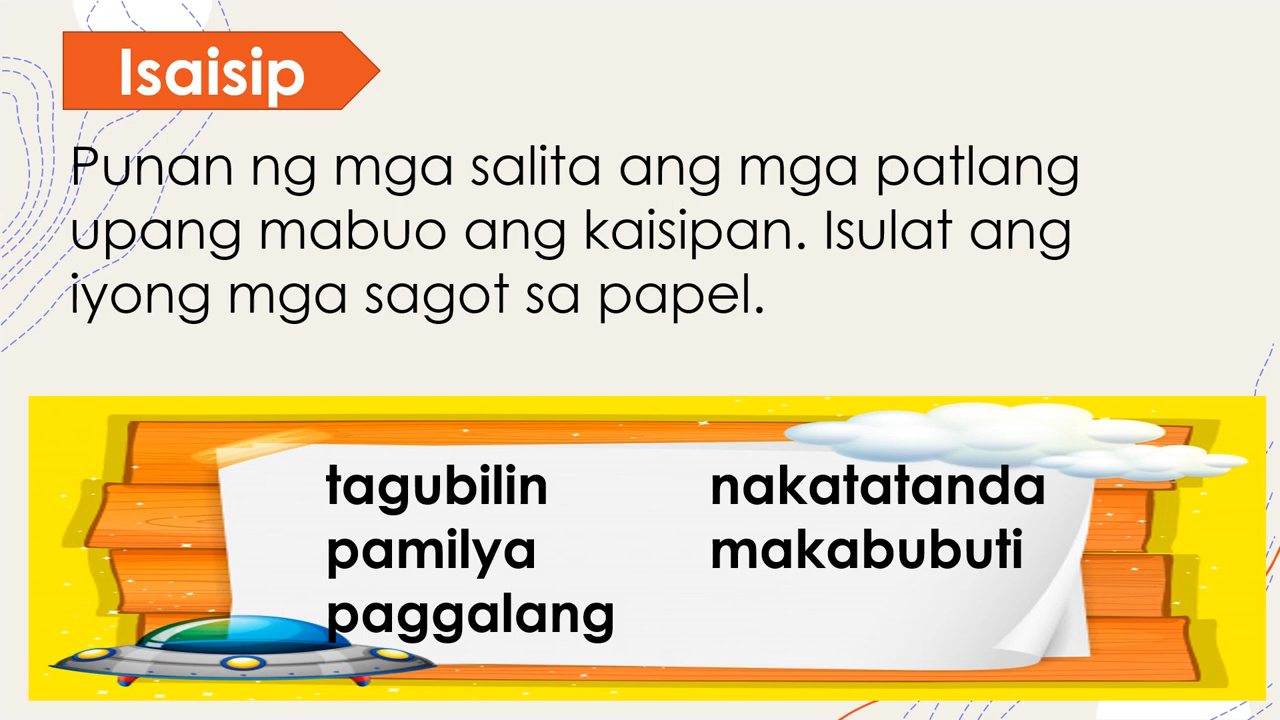 Isaisip
Punan ng mga salita ang mga patlang
upang mabuo ang kaisipan. Isulat ang
iyong mga sagot sa papel.
tagubilin nakatatanda
pamilya makabubuti
paggalang